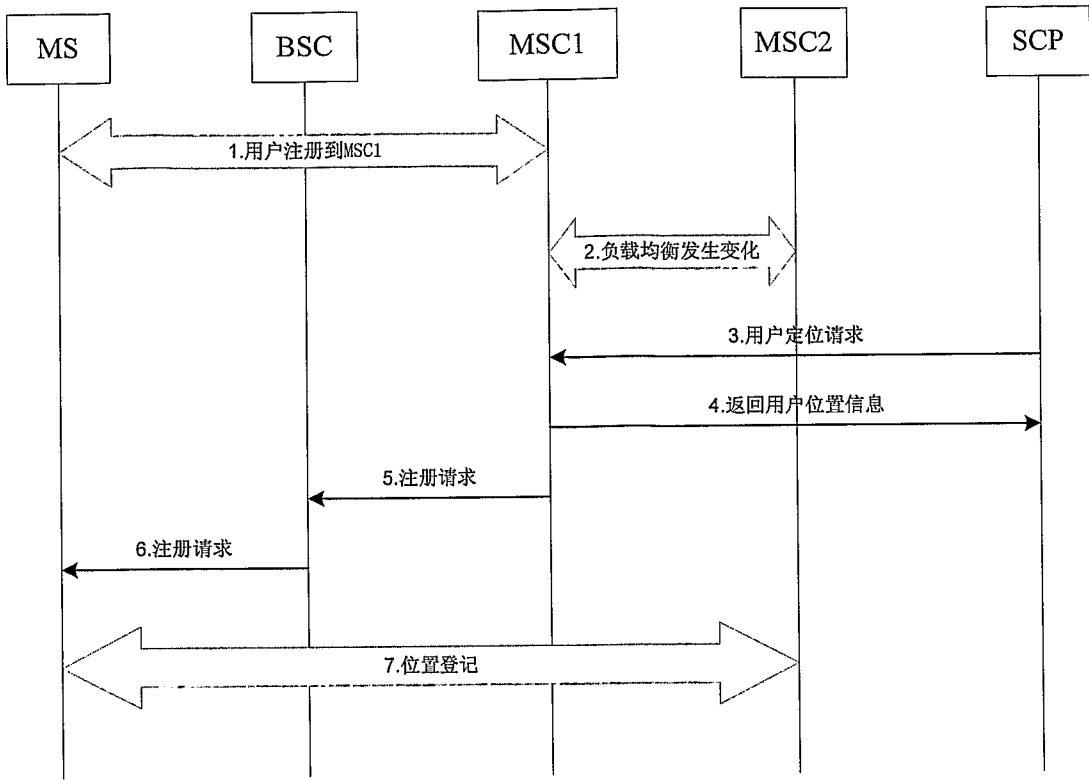 MS
BSC
MSC1
MSC2
SCP
1.用户注册到MSC1
2.负载均衡发生变化
3.用户定位请求
4.返回用户位置信息
5.注册请求
6.注册请求
7.位置登记